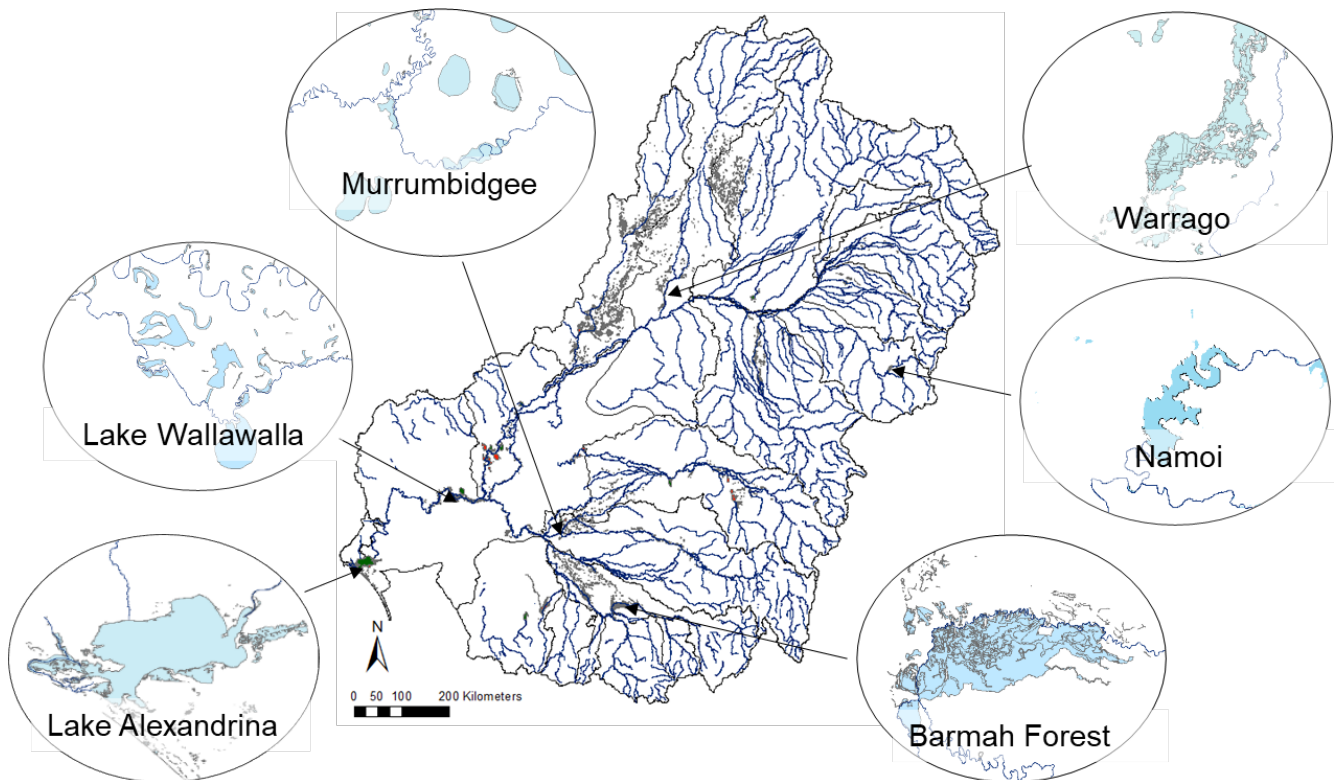 Murrumbidgee
Warrago
Lake Wallawalla
Namoi
Lake Alexandrina
N
0 50 100 200 Kilometers
Barmah Forest